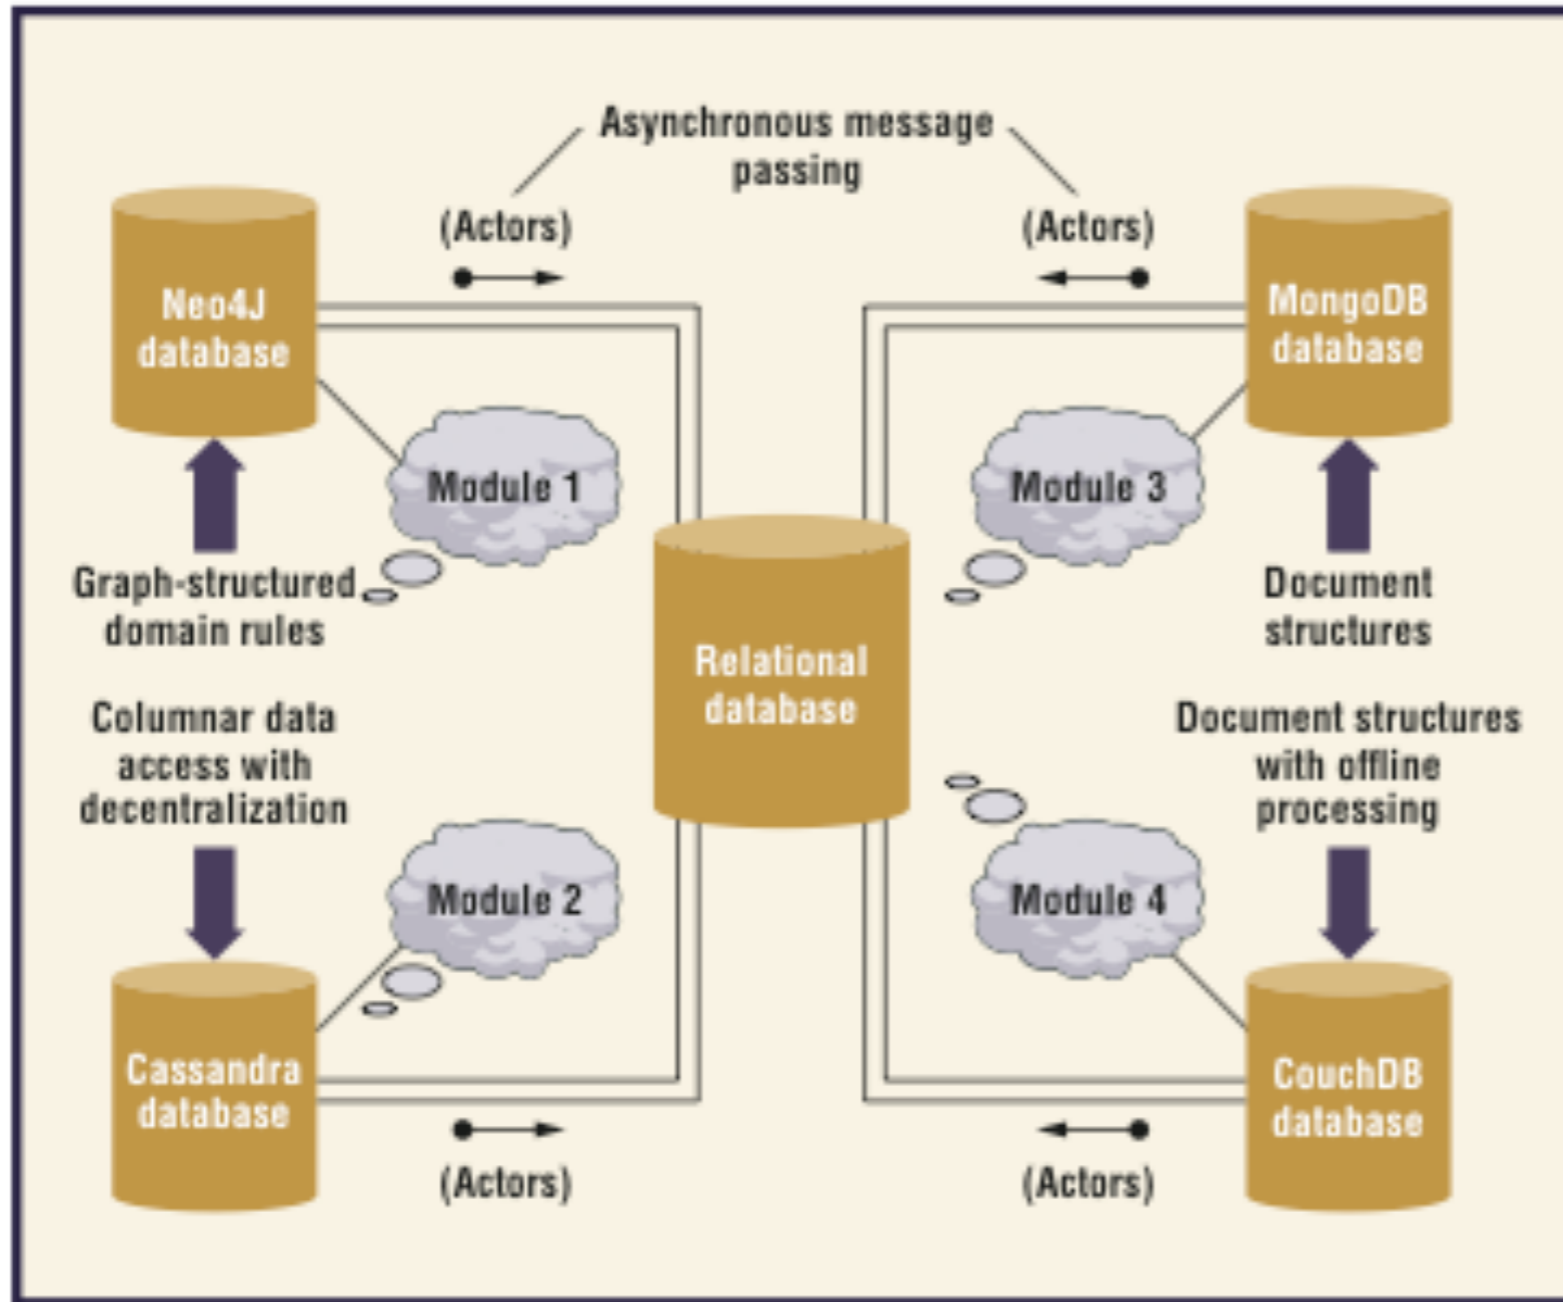 Asynchronous message
passing
(Actors)
(Actors)
Neo4J
database
MongoDB
database
Module 1
Module 3
Graph-structured
domain rules
Document
structures
Relational
database
Columnar data
access with
decentralization
Document structures
with offline
processing
Module 2
Module 4
Cassandra
database
CouchDB
database
(Actors)
(Actors)